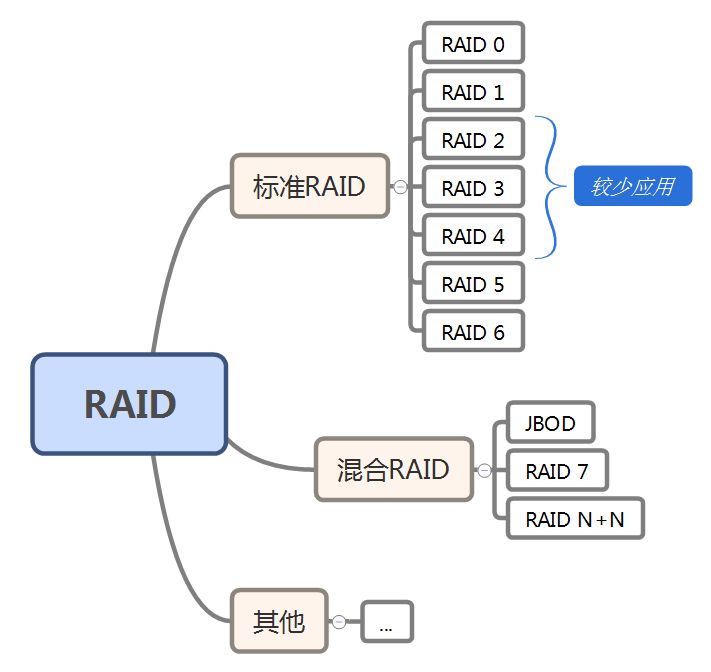 RAID
标准RAID
RAID 0
RAID 1
RAID 2
RAID 3
RAID 4
RAID 5
RAID 6
较少应用
混合RAID
JBOD
RAID 7
RAID N+N
其他
...